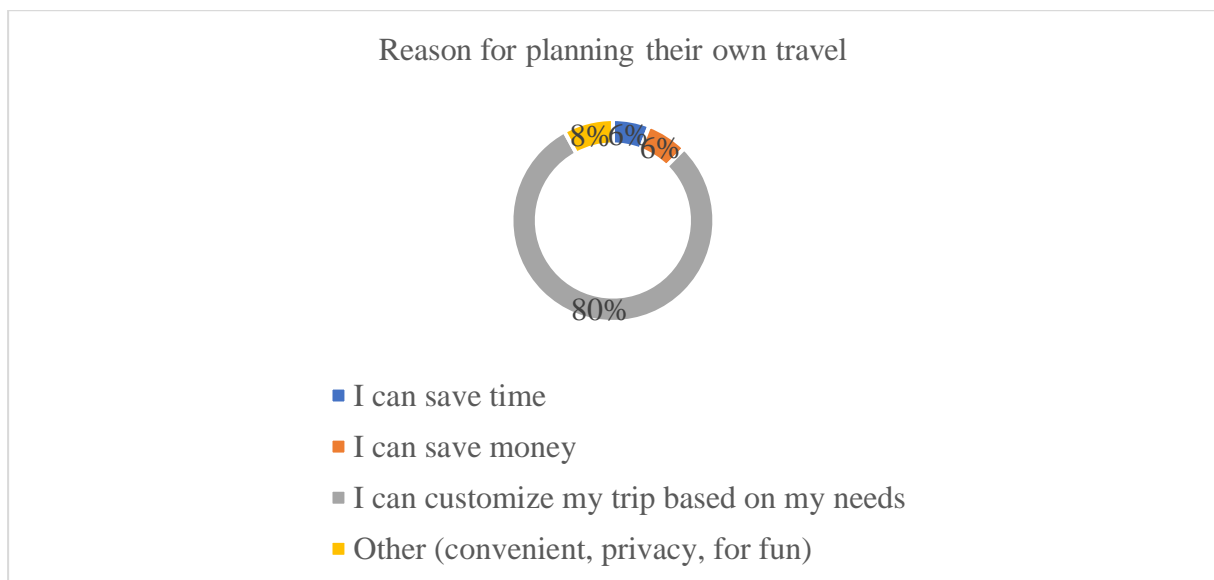 Reason for planning their own travel
8% 6%
6%
80%
I can save time
I can save money
I can customize my trip based on my needs
Other (convenient, privacy, for fun)